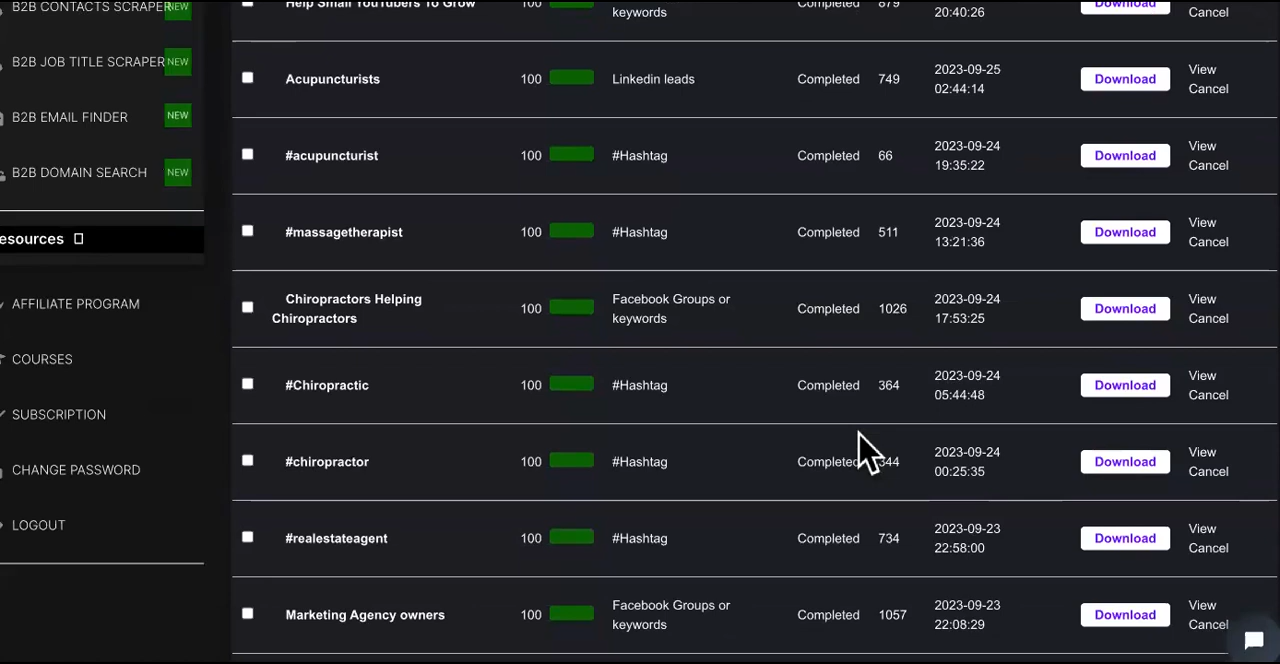 B2B CONTACTS SCRAPER NEW
B2B JOB TITLE SCRAPER NEW
B2B EMAIL FINDER NEW
B2B DOMAIN SEARCH NEW
esources
AFFILIATE PROGRAM
COURSES
SUBSCRIPTION
CHANGE PASSWORD
LOGOUT
Help Small YouTubers To Grow 100 Completed 879 Download
keywords 20:40:26 Cancel
Acupuncturists 100 Linkedin leads Completed 749 2023-09-25 02:44:14 Download View Cancel
#acupuncturist 100 #Hashtag Completed 66 2023-09-24 19:35:22 Download View Cancel
#massagetherapist 100 #Hashtag Completed 511 2023-09-24 13:21:36 Download View Cancel
Chiropractors Helping Chiropractors 100 Facebook Groups or keywords Completed 1026 2023-09-24 17:53:25 Download View Cancel
#Chiropractic 100 #Hashtag Completed 364 2023-09-24 05:44:48 Download View Cancel
#chiropractor 100 #Hashtag Completed 2023-09-24 00:25:35 Download View Cancel
#realestateagent 100 #Hashtag Completed 734 2023-09-23 22:58:00 Download View Cancel
Marketing Agency owners 100 Facebook Groups or keywords Completed 1057 2023-09-23 22:08:29 Download View Cancel